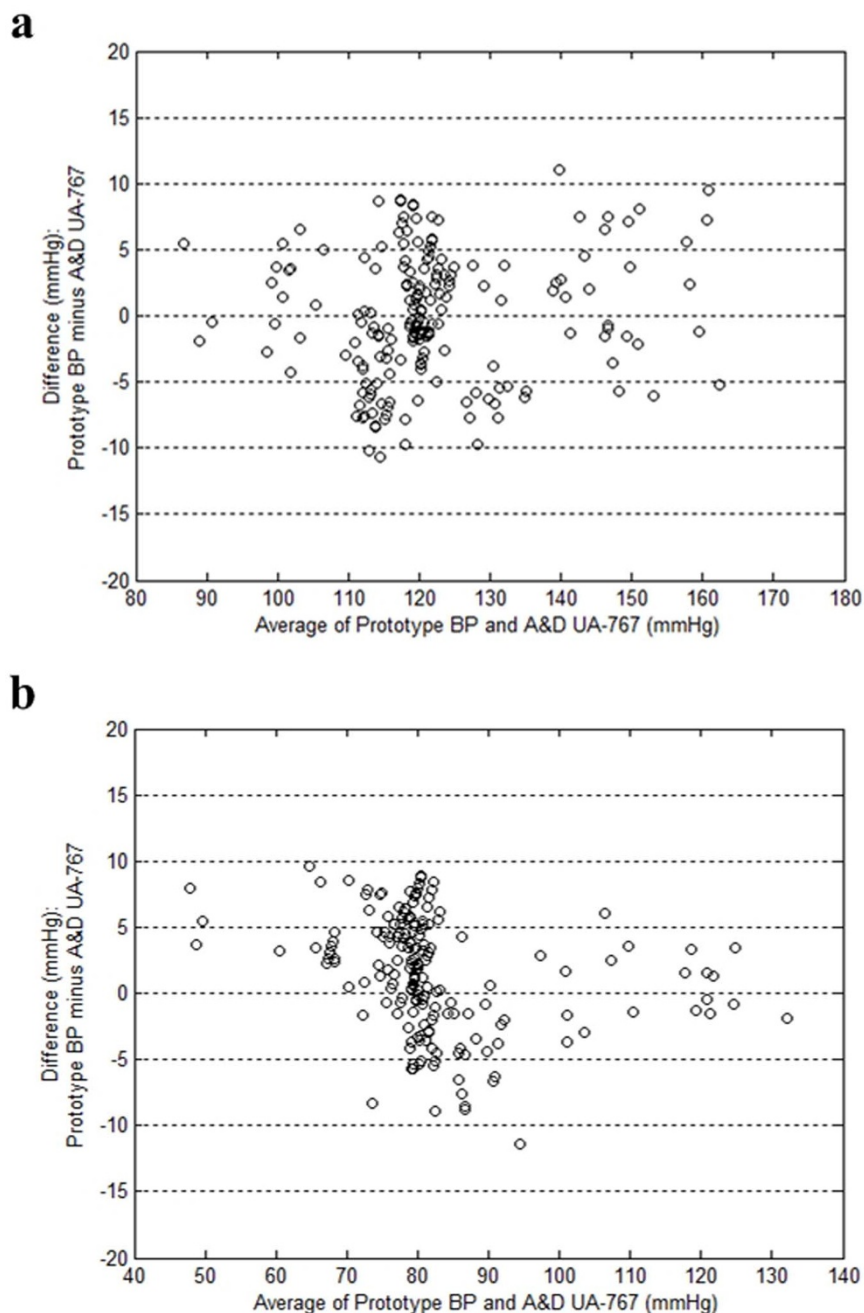 a
20
15
10
5
0
-5
-10
-15
-20
Difference (mmHg):
Prototype BP minus A&D UA-767
80 90 100 110 120 130 140 150 160 170 180
Average of Prototype BP and A&D UA-767 (mmHg)
b
20
15
10
5
0
-5
-10
-15
-20
Difference (mmHg):
Prototype BP minus A&D UA-767
40 50 60 70 80 90 100 110 120 130 140
Average of Prototype BP and A&D UA-767 (mmHg)